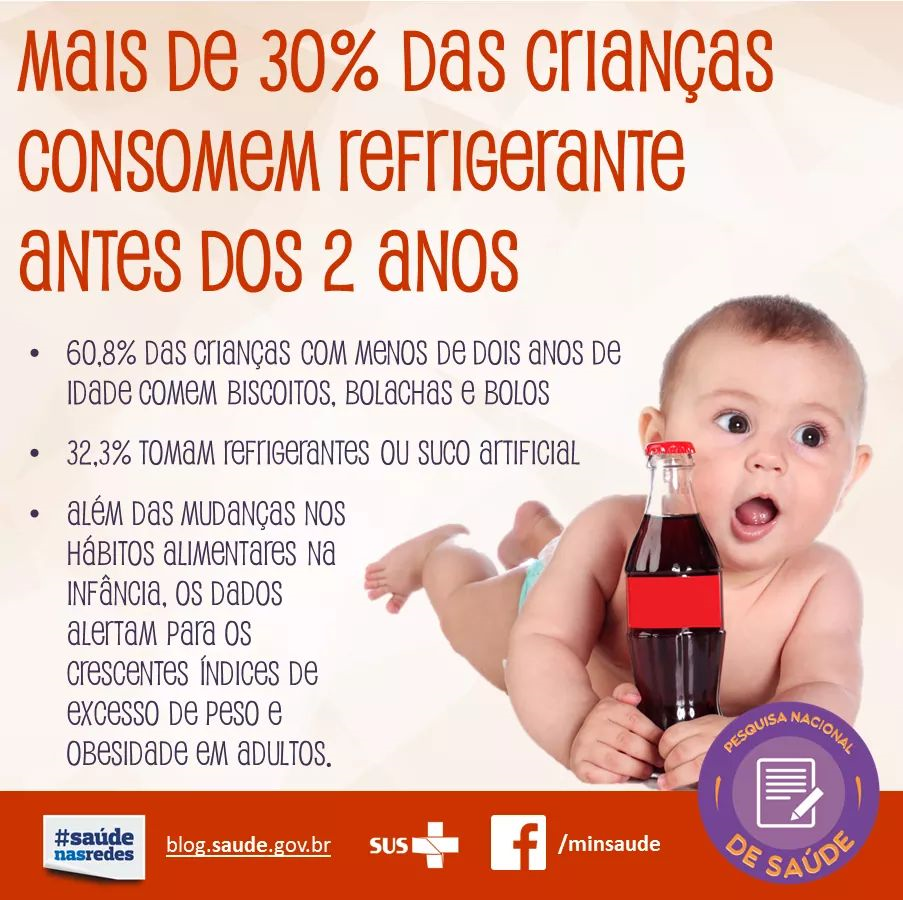 Mais de 30% das crianças
consomem refrigerante
antes dos 2 anos
• 60,8% das crianças com menos de dois anos de
idade comem biscoitos, bolachas e bolos
• 32,3% tomam refrigerantes ou suco artificial
• Além das mudanças nos
hábitos alimentares na
infância, os dados
alertam para os
crescentes índices de
excesso de peso e
obesidade em adultos.
PESQUISA NACIONAL
DE SAÚDE
#saúde
nasredes
blog.saude.gov.br
SUS
f
/minsaude